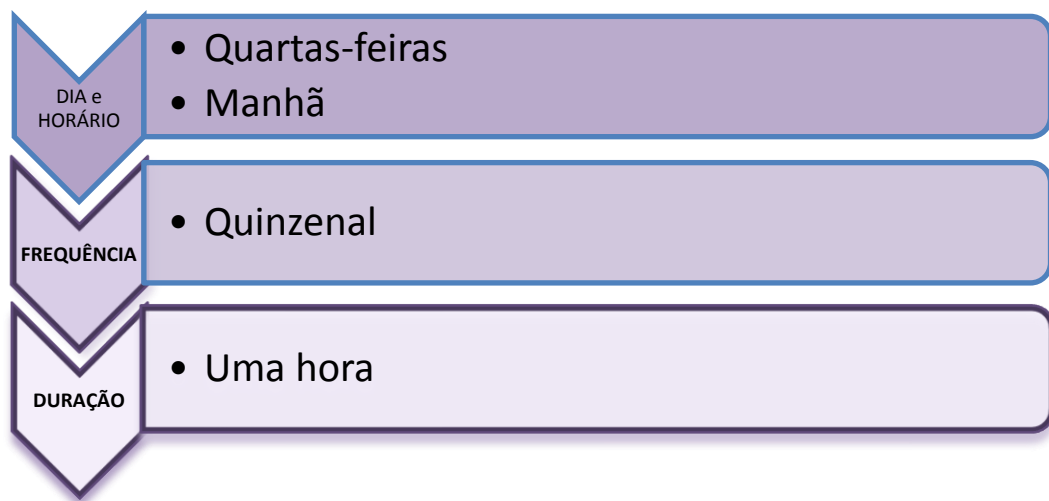 DIA e
HORÁRIO
• Quartas-feiras
• Manhã
FREQUÊNCIA
• Quinzenal
DURAÇÃO
• Uma hora